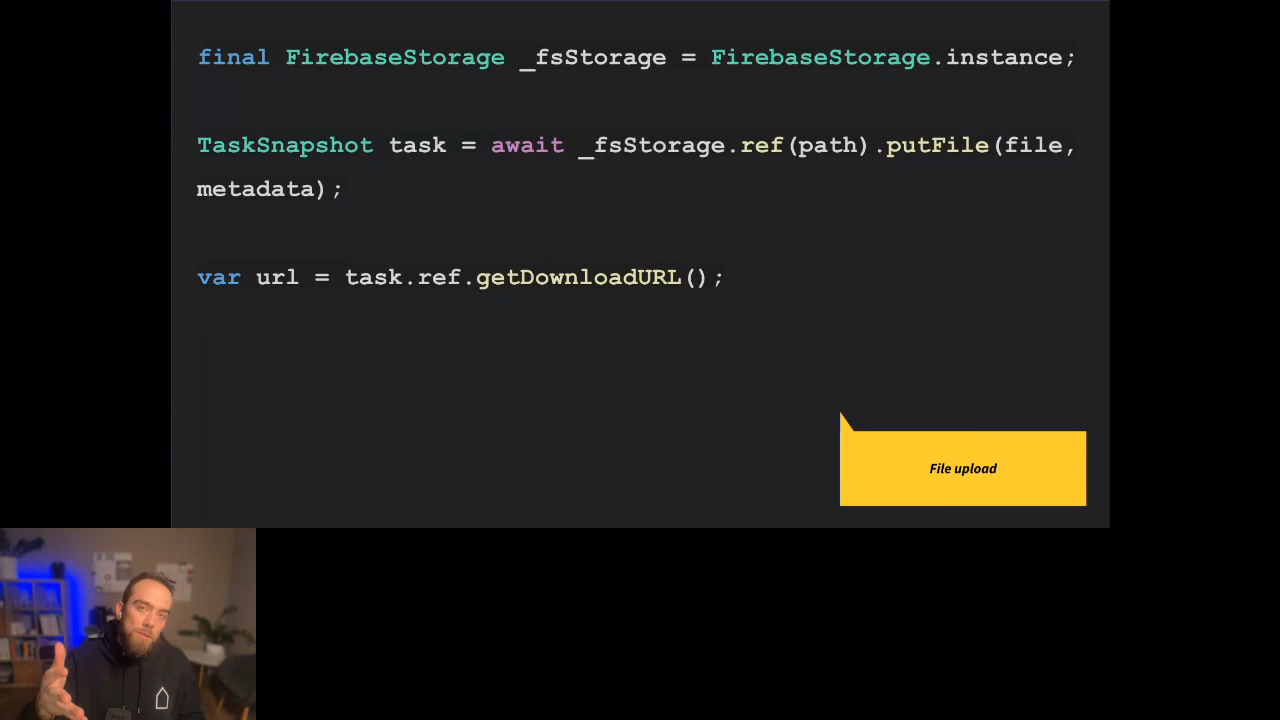 final FirebaseStorage _fsStorage = FirebaseStorage.instance;
TaskSnapshot task = await _fsStorage.ref(path).putFile(file,
metadata);
var url = task.ref.getDownloadURL();
File upload